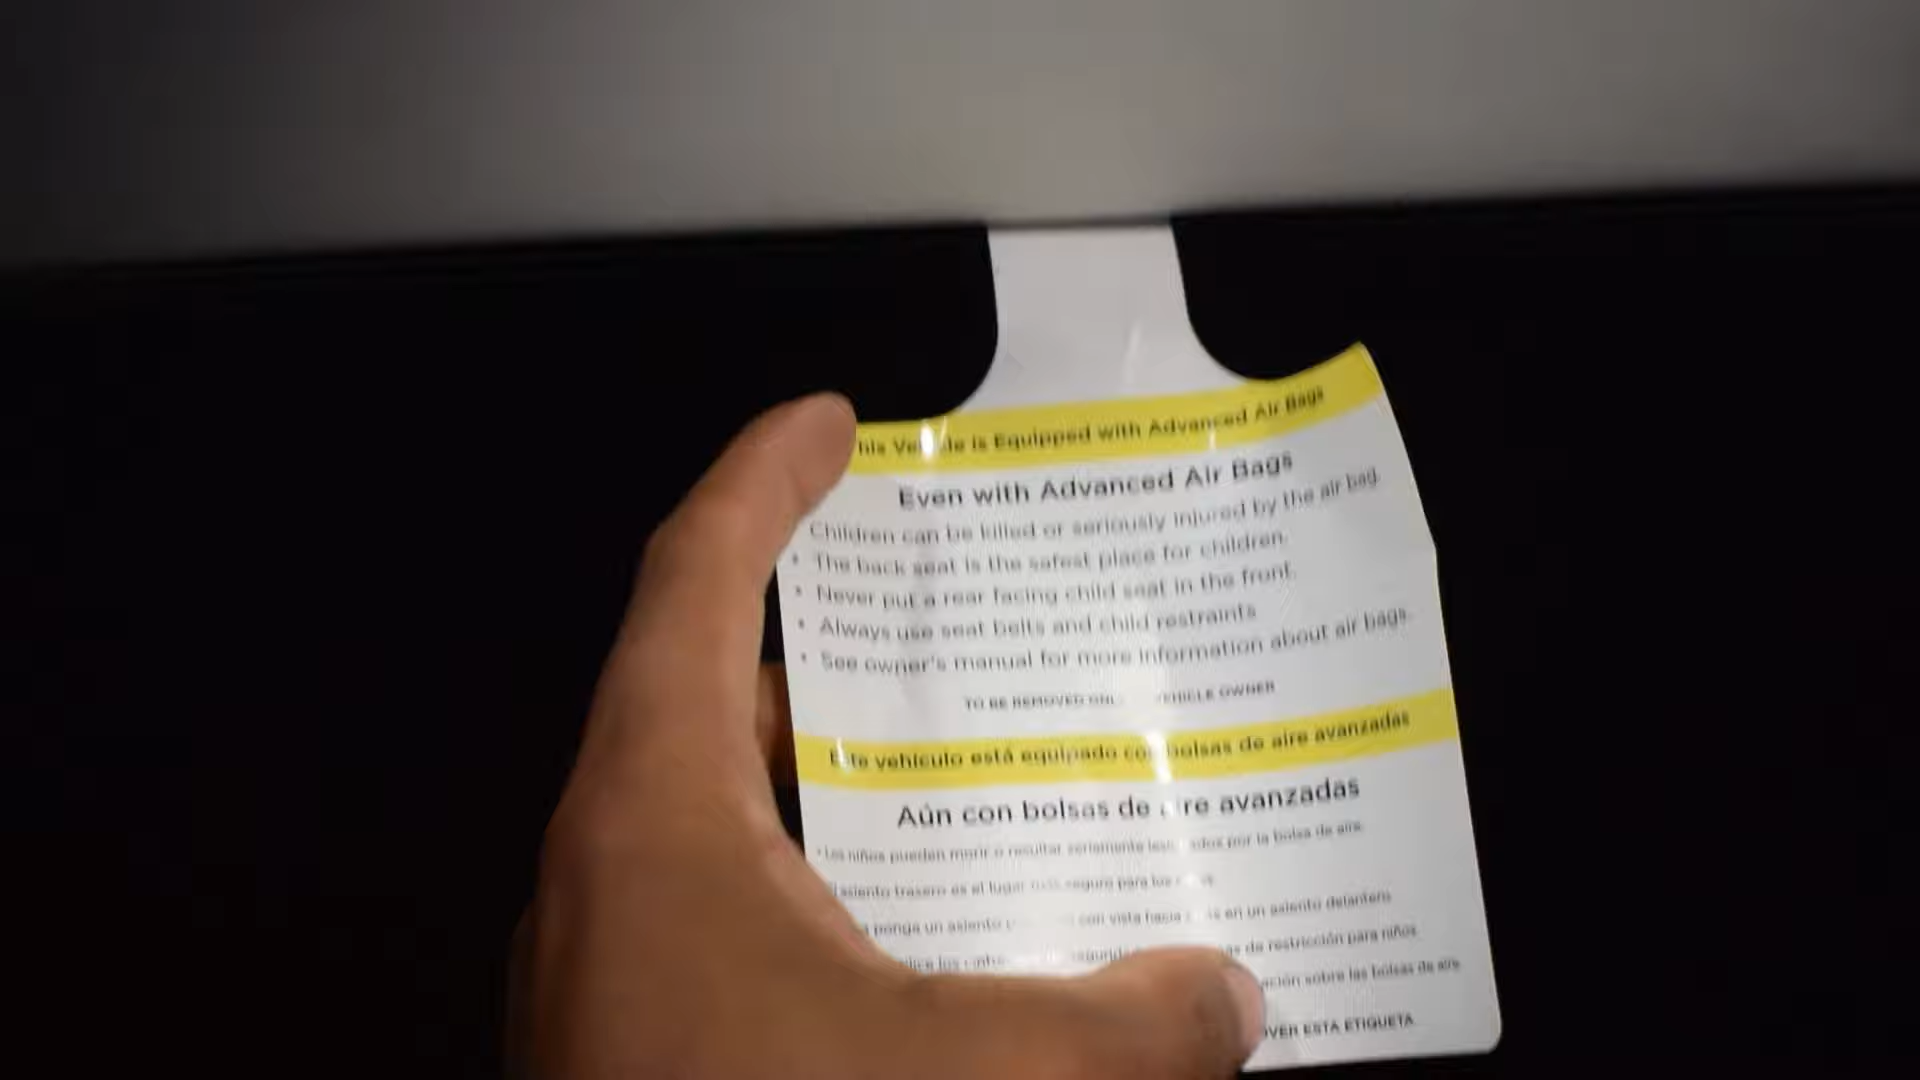 his Vehicle is Equipped with Advanced Air Bags
Even with Advanced Air Bags
Children can be killed or seriously injured by the air bag.
• The back seat is the safest place for children.
• Never put a rear facing child seat in the front.
• Always use seat belts and child restraints
• See owner's manual for more information about air bags.
TO BE REMOVED VEHICLE OWNER
Este vehículo está equipado con bolsas de aire avanzadas
Aún con bolsas de aire avanzadas
• Los niños pueden morir o resultar seriamente por la bolsa de aire.
asiento trasero es el lugar más seguro para los
ponga un asiento con vista hacia en un asiento delantero
los de restricción para niños
sobre las bolsas de aire
ESTA ETIQUETA